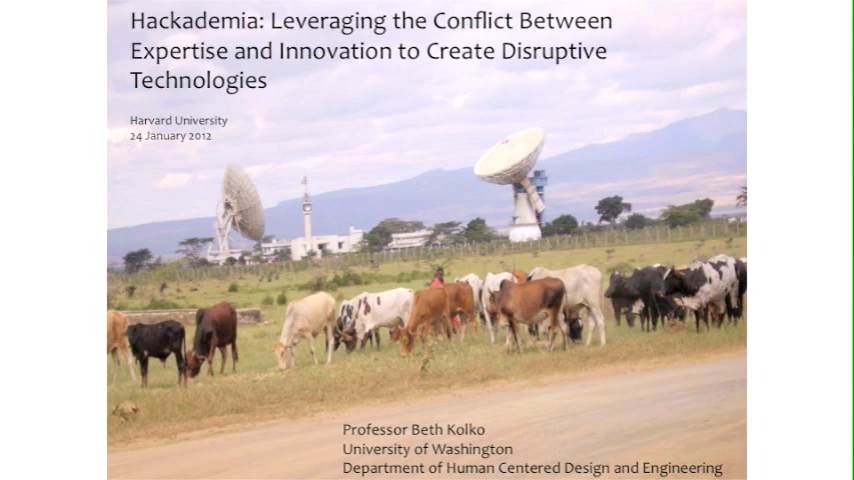 Hackademia: Leveraging the Conflict Between
Expertise and Innovation to Create Disruptive
Technologies
Harvard University
24 January 2012
Professor Beth Kolko
University of Washington
Department of Human Centered Design and Engineering